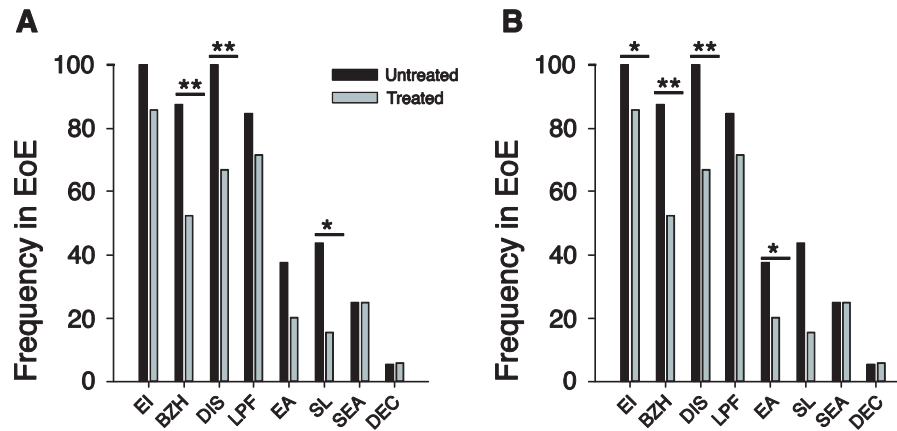 A
Frequency in EoE
100
80
60
40
20
0
**
**
*
Untreated
Treated
EI BZH DIS LPF EA SL SEA DEC
B
Frequency in EoE
100
80
60
40
20
0
*
**
**
*
EI BZH DIS LPF EA SL SEA DEC